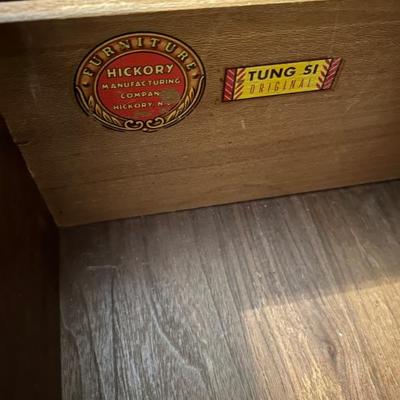 FURNITURE
HICKORY
MANUFACTURING
COMPANY
HICKORY, N.
TUNG SI
ORIGINAL